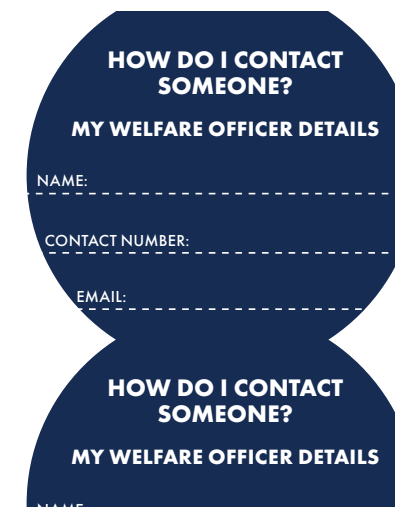 HOW DO I CONTACT
SOMEONE?
MY WELFARE OFFICER DETAILS
NAME:
CONTACT NUMBER:
EMAIL:
HOW DO I CONTACT
SOMEONE?
MY WELFARE OFFICER DETAILS
NAME: